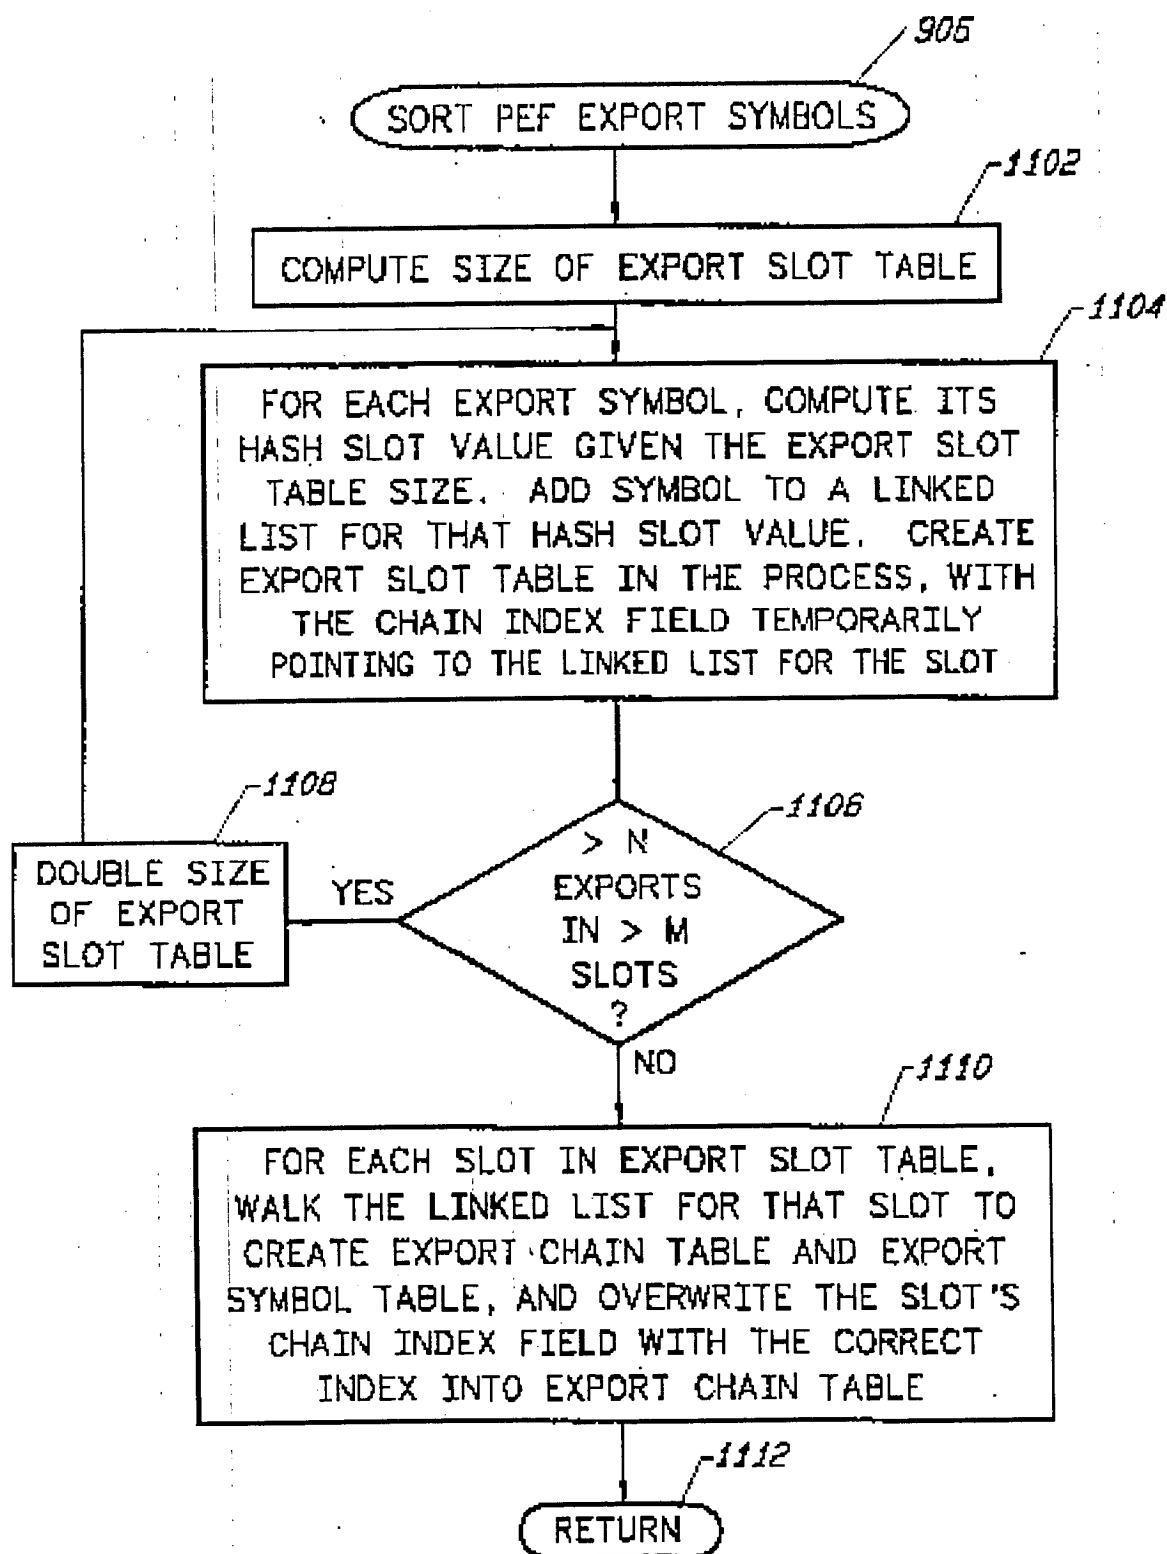 906
SORT PEF EXPORT SYMBOLS
1102
COMPUTE SIZE OF EXPORT SLOT TABLE
1104
FOR EACH EXPORT SYMBOL, COMPUTE ITS
HASH SLOT VALUE GIVEN THE EXPORT SLOT
TABLE SIZE. ADD SYMBOL TO A LINKED
LIST FOR THAT HASH SLOT VALUE. CREATE
EXPORT SLOT TABLE IN THE PROCESS, WITH
THE CHAIN INDEX FIELD TEMPORARILY
POINTING TO THE LINKED LIST FOR THE SLOT
1108
DOUBLE SIZE
OF EXPORT
SLOT TABLE
YES
1106
> N
EXPORTS
IN > M
SLOTS
?
NO
1110
FOR EACH SLOT IN EXPORT SLOT TABLE,
WALK THE LINKED LIST FOR THAT SLOT TO
CREATE EXPORT CHAIN TABLE AND EXPORT
SYMBOL TABLE, AND OVERWRITE THE SLOT'S
CHAIN INDEX FIELD WITH THE CORRECT
INDEX INTO EXPORT CHAIN TABLE
1112
RETURN